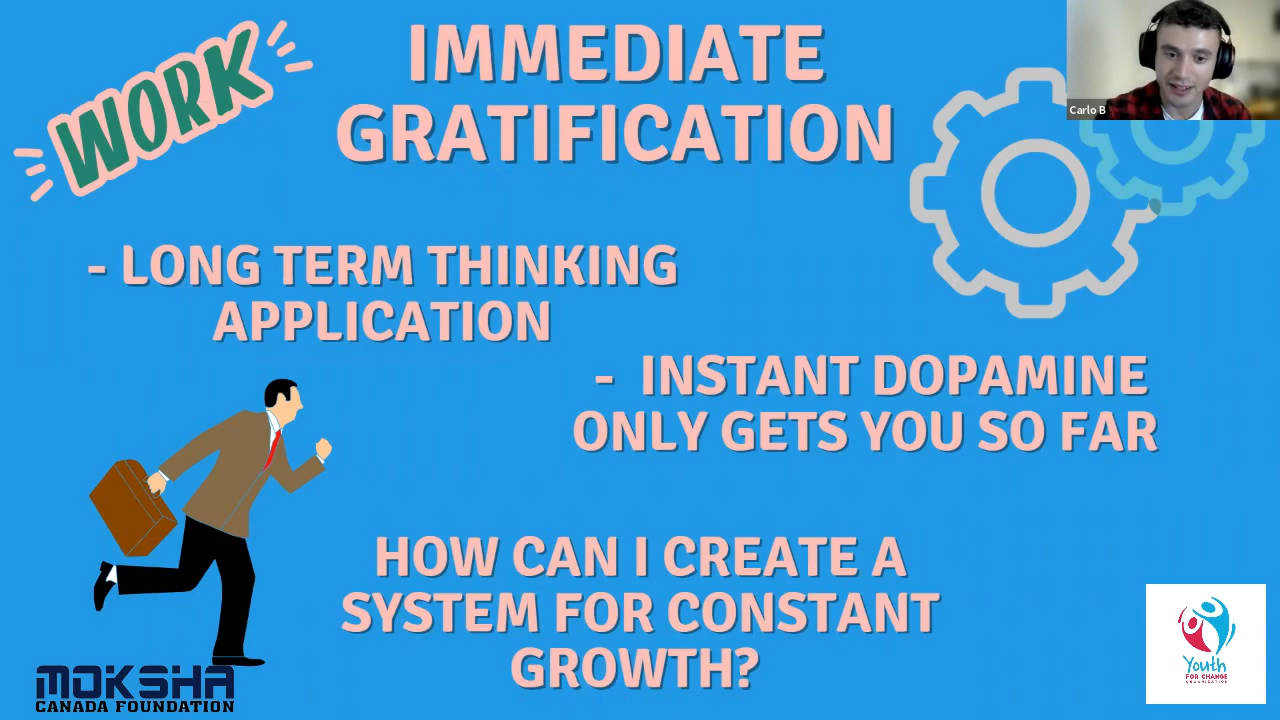 WORK
IMMEDIATE
GRATIFICATION
Carlo B
- LONG TERM THINKING
APPLICATION
- INSTANT DOPAMINE
ONLY GETS YOU SO FAR
HOW CAN I CREATE A
SYSTEM FOR CONSTANT
GROWTH?
MOKSHA
CANADA FOUNDATION
Youth
FOR CHANGE
ORGANIZATION